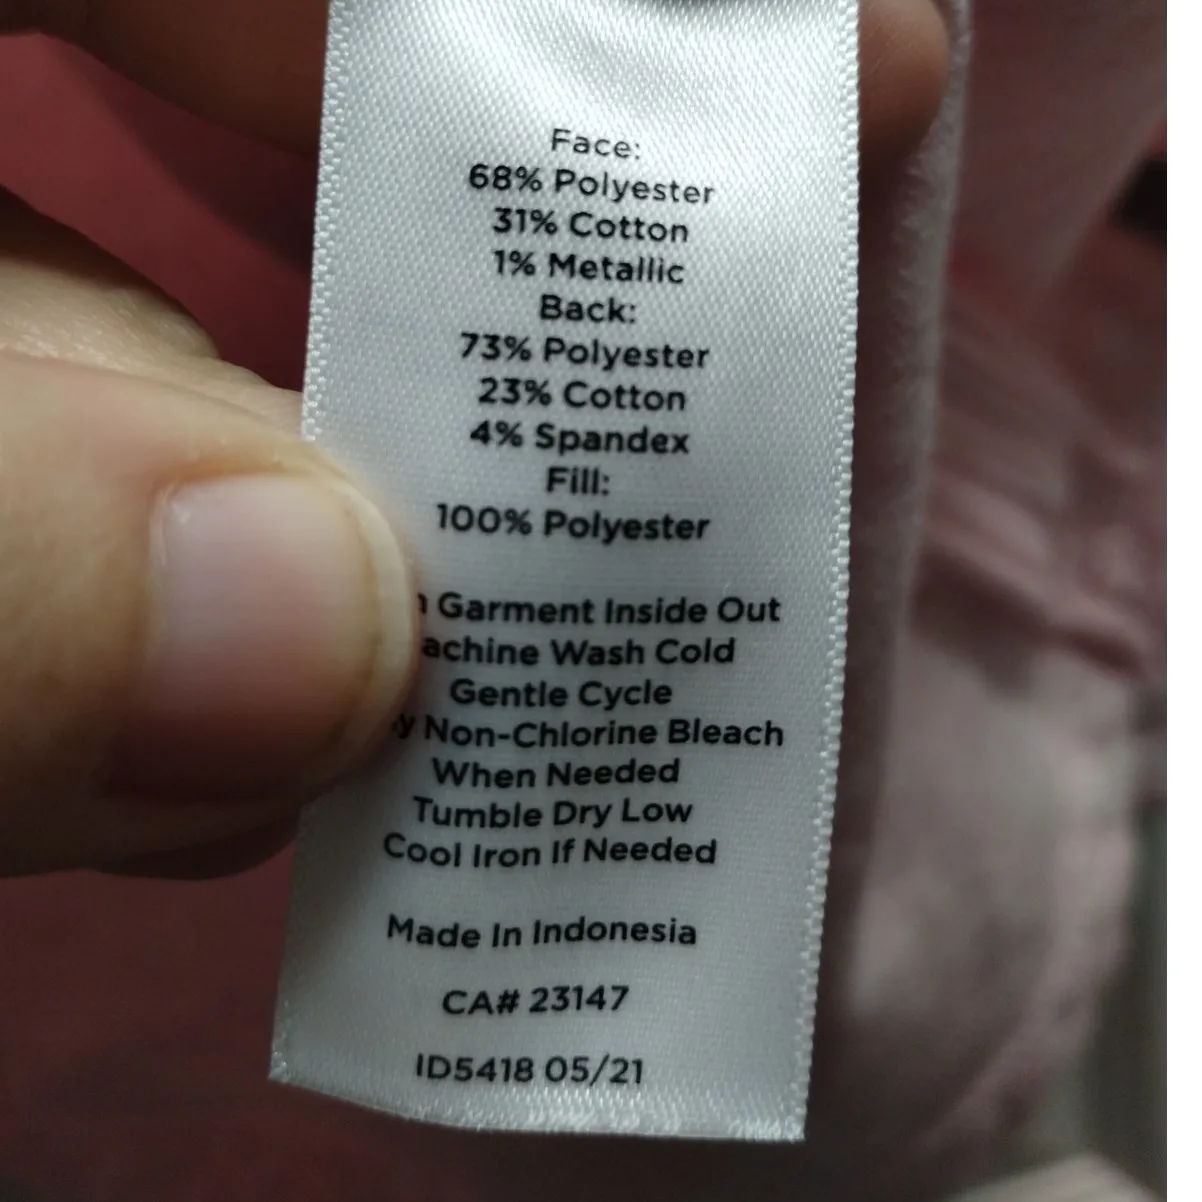 Face:
68% Polyester
31% Cotton
1% Metallic
Back:
73% Polyester
23% Cotton
4% Spandex
Fill:
100% Polyester
Garment Inside Out
achine Wash Cold
Gentle Cycle
y Non-Chlorine Bleach
When Needed
Tumble Dry Low
Cool Iron If Needed
Made In Indonesia
CA# 23147
ID5418 05/21